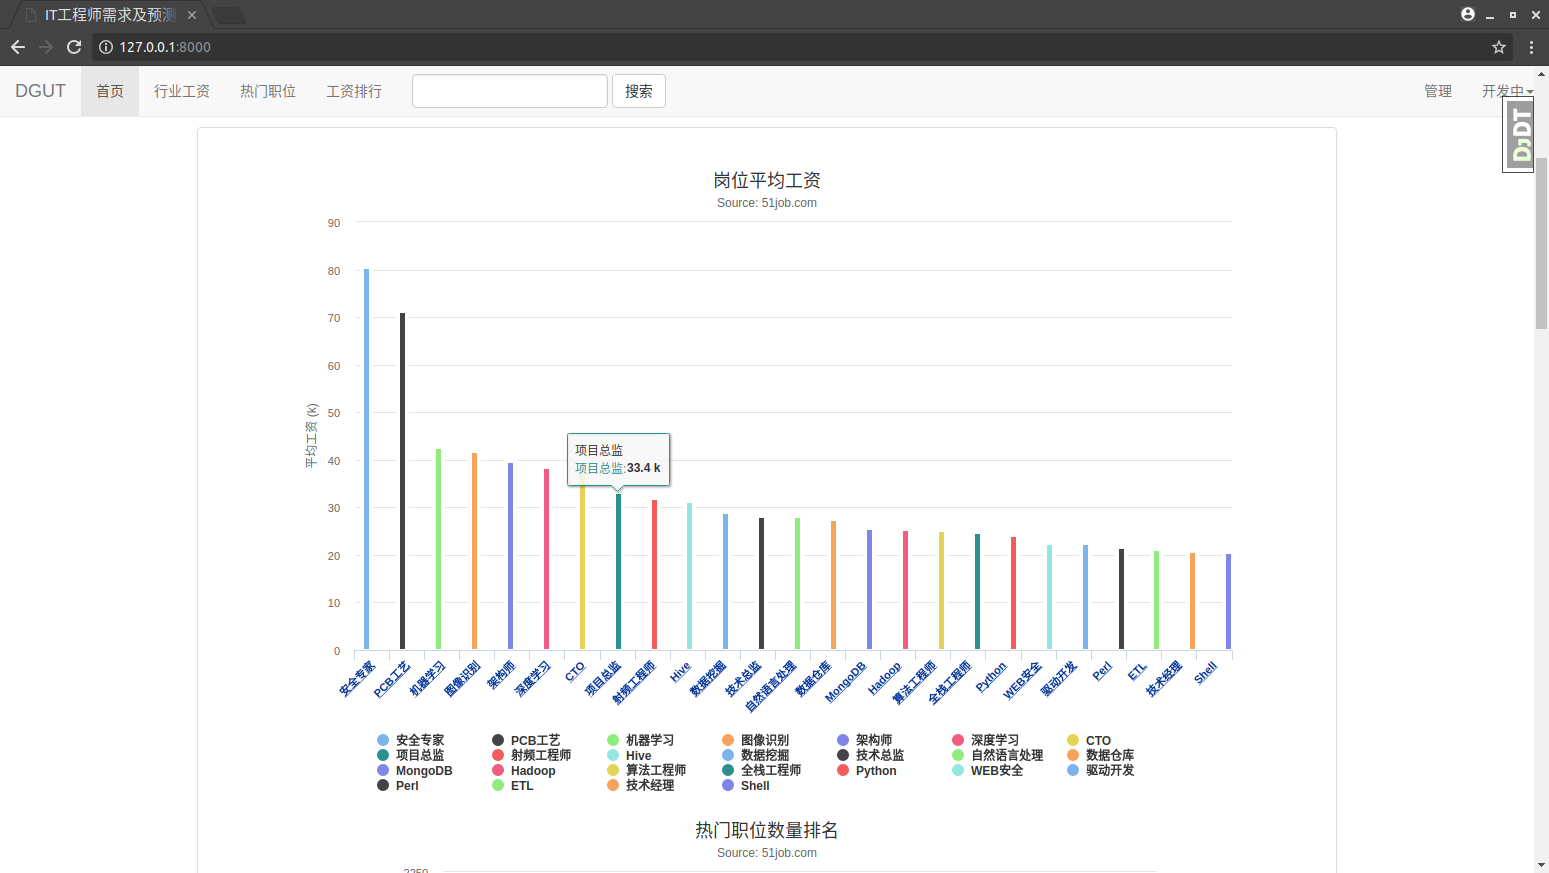 IT工程师需求及预测
127.0.0.1:8000
DGUT 首页 行业工资 热门职位 工资排行 搜索 管理 开发中
DjDT
岗位平均工资
Source: 51job.com
90
80
70
60
50
40
30
20
10
0
平均工资 (k)
项目总监
项目总监:33.4 k
安全专家 PCB工艺 机器学习 图像识别 架构师 深度学习 CTO 项目总监 射频工程师 Hive 数据挖掘 技术总监 自然语言处理 数据仓库 MongoDB Hadoop 算法工程师 全栈工程师 Python WEB安全 驱动开发 Perl ETL 技术经理 Shell
安全专家 PCB工艺 机器学习 图像识别 架构师 深度学习 CTO
项目总监 射频工程师 Hive 数据挖掘 技术总监 自然语言处理 数据仓库
MongoDB Hadoop 算法工程师 全栈工程师 Python WEB安全 驱动开发
Perl ETL 技术经理 Shell
热门职位数量排名
Source: 51job.com
2250